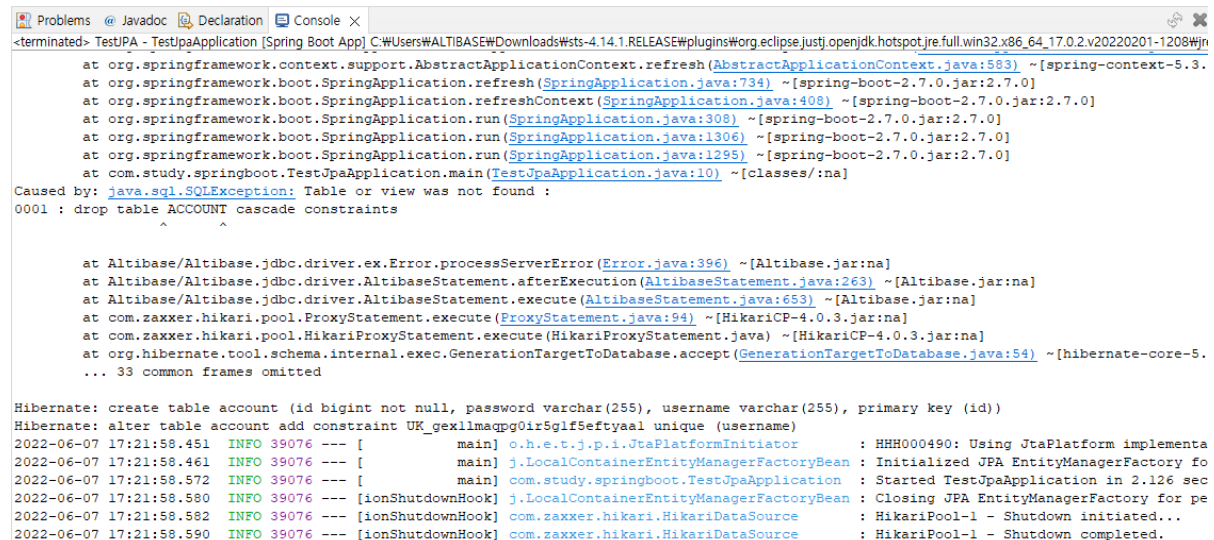 Problems @ Javadoc Declaration Console
<terminated> TestJPA - TestJpaApplication [Spring Boot App] C:₩Users₩ALTIBASE₩Downloads₩sts-4.14.1.RELEASE₩plugins₩org.eclipse.justj.openjdk.hotspot.jre.full.win32.x86_64_17.0.2.v20220201-1208₩jre
at org.springframework.context.support.AbstractApplicationContext.refresh(AbstractApplicationContext.java:583) ~[spring-context-5.3.
at org.springframework.boot.SpringApplication.refresh(SpringApplication.java:734) ~[spring-boot-2.7.0.jar:2.7.0]
at org.springframework.boot.SpringApplication.refreshContext(SpringApplication.java:408) ~[spring-boot-2.7.0.jar:2.7.0]
at org.springframework.boot.SpringApplication.run(SpringApplication.java:308) ~[spring-boot-2.7.0.jar:2.7.0]
at org.springframework.boot.SpringApplication.run(SpringApplication.java:1306) ~[spring-boot-2.7.0.jar:2.7.0]
at org.springframework.boot.SpringApplication.run(SpringApplication.java:1295) ~[spring-boot-2.7.0.jar:2.7.0]
at com.study.springboot.TestJpaApplication.main(TestJpaApplication.java:10) ~[classes/:na]
Caused by: java.sql.SQLException: Table or view was not found :
0001 : drop table ACCOUNT cascade constraints
^ ^
at Altibase/Altibase.jdbc.driver.ex.Error.processServerError(Error.java:396) ~[Altibase.jar:na]
at Altibase/Altibase.jdbc.driver.AltibaseStatement.afterExecution(AltibaseStatement.java:263) ~[Altibase.jar:na]
at Altibase/Altibase.jdbc.driver.AltibaseStatement.execute(AltibaseStatement.java:653) ~[Altibase.jar:na]
at com.zaxxer.hikari.pool.ProxyStatement.execute(ProxyStatement.java:94) ~[HikariCP-4.0.3.jar:na]
at com.zaxxer.hikari.pool.HikariProxyStatement.execute(HikariProxyStatement.java) ~[HikariCP-4.0.3.jar:na]
at org.hibernate.tool.schema.internal.exec.GenerationTargetToDatabase.accept(GenerationTargetToDatabase.java:54) ~[hibernate-core-5.
... 33 common frames omitted
Hibernate: create table account (id bigint not null, password varchar(255), username varchar(255), primary key (id))
Hibernate: alter table account add constraint UK_gex1lmaqpg0ir5g1f5eftyaa1 unique (username)
2022-06-07 17:21:58.451 INFO 39076 --- [ main] o.h.e.t.j.p.i.JtaPlatformInitiator : HHH000490: Using JtaPlatform implementa
2022-06-07 17:21:58.461 INFO 39076 --- [ main] j.LocalContainerEntityManagerFactoryBean : Initialized JPA EntityManagerFactory fo
2022-06-07 17:21:58.572 INFO 39076 --- [ main] com.study.springboot.TestJpaApplication : Started TestJpaApplication in 2.126 sec
2022-06-07 17:21:58.580 INFO 39076 --- [ionShutdownHook] j.LocalContainerEntityManagerFactoryBean : Closing JPA EntityManagerFactory for pe
2022-06-07 17:21:58.582 INFO 39076 --- [ionShutdownHook] com.zaxxer.hikari.HikariDataSource : HikariPool-1 - Shutdown initiated...
2022-06-07 17:21:58.590 INFO 39076 --- [ionShutdownHook] com.zaxxer.hikari.HikariDataSource : HikariPool-1 - Shutdown completed.